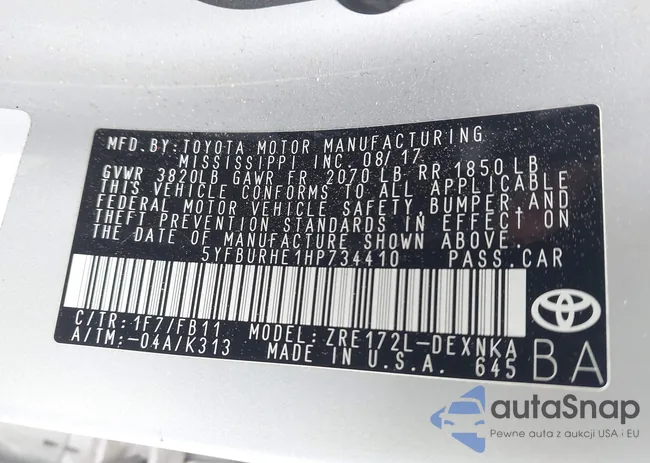 MFD.BY:TOYOTA MOTOR MANUFACTURING
MISSISSIPPI INC. 08/17
GVWR 3820LB GAWR FR 2070 LB RR 1850 LB
THIS VEHICLE CONFORMS TO ALL APPLICABLE
FEDERAL MOTOR VEHICLE SAFETY, BUMPER, AND
THEFT PREVENTION STANDARDS IN EFFECT ON
THE DATE OF MANUFACTURE SHOWN ABOVE.
5YFBURHE1HP734410 PASS.CAR
C/TR: 1F7/FB11 MODEL: ZRE172L-DEXNKA
A/TM:-04A/K313 MADE IN U.S.A. 645
BA
autaSnap
Pewne auta z aukcji USA i EU